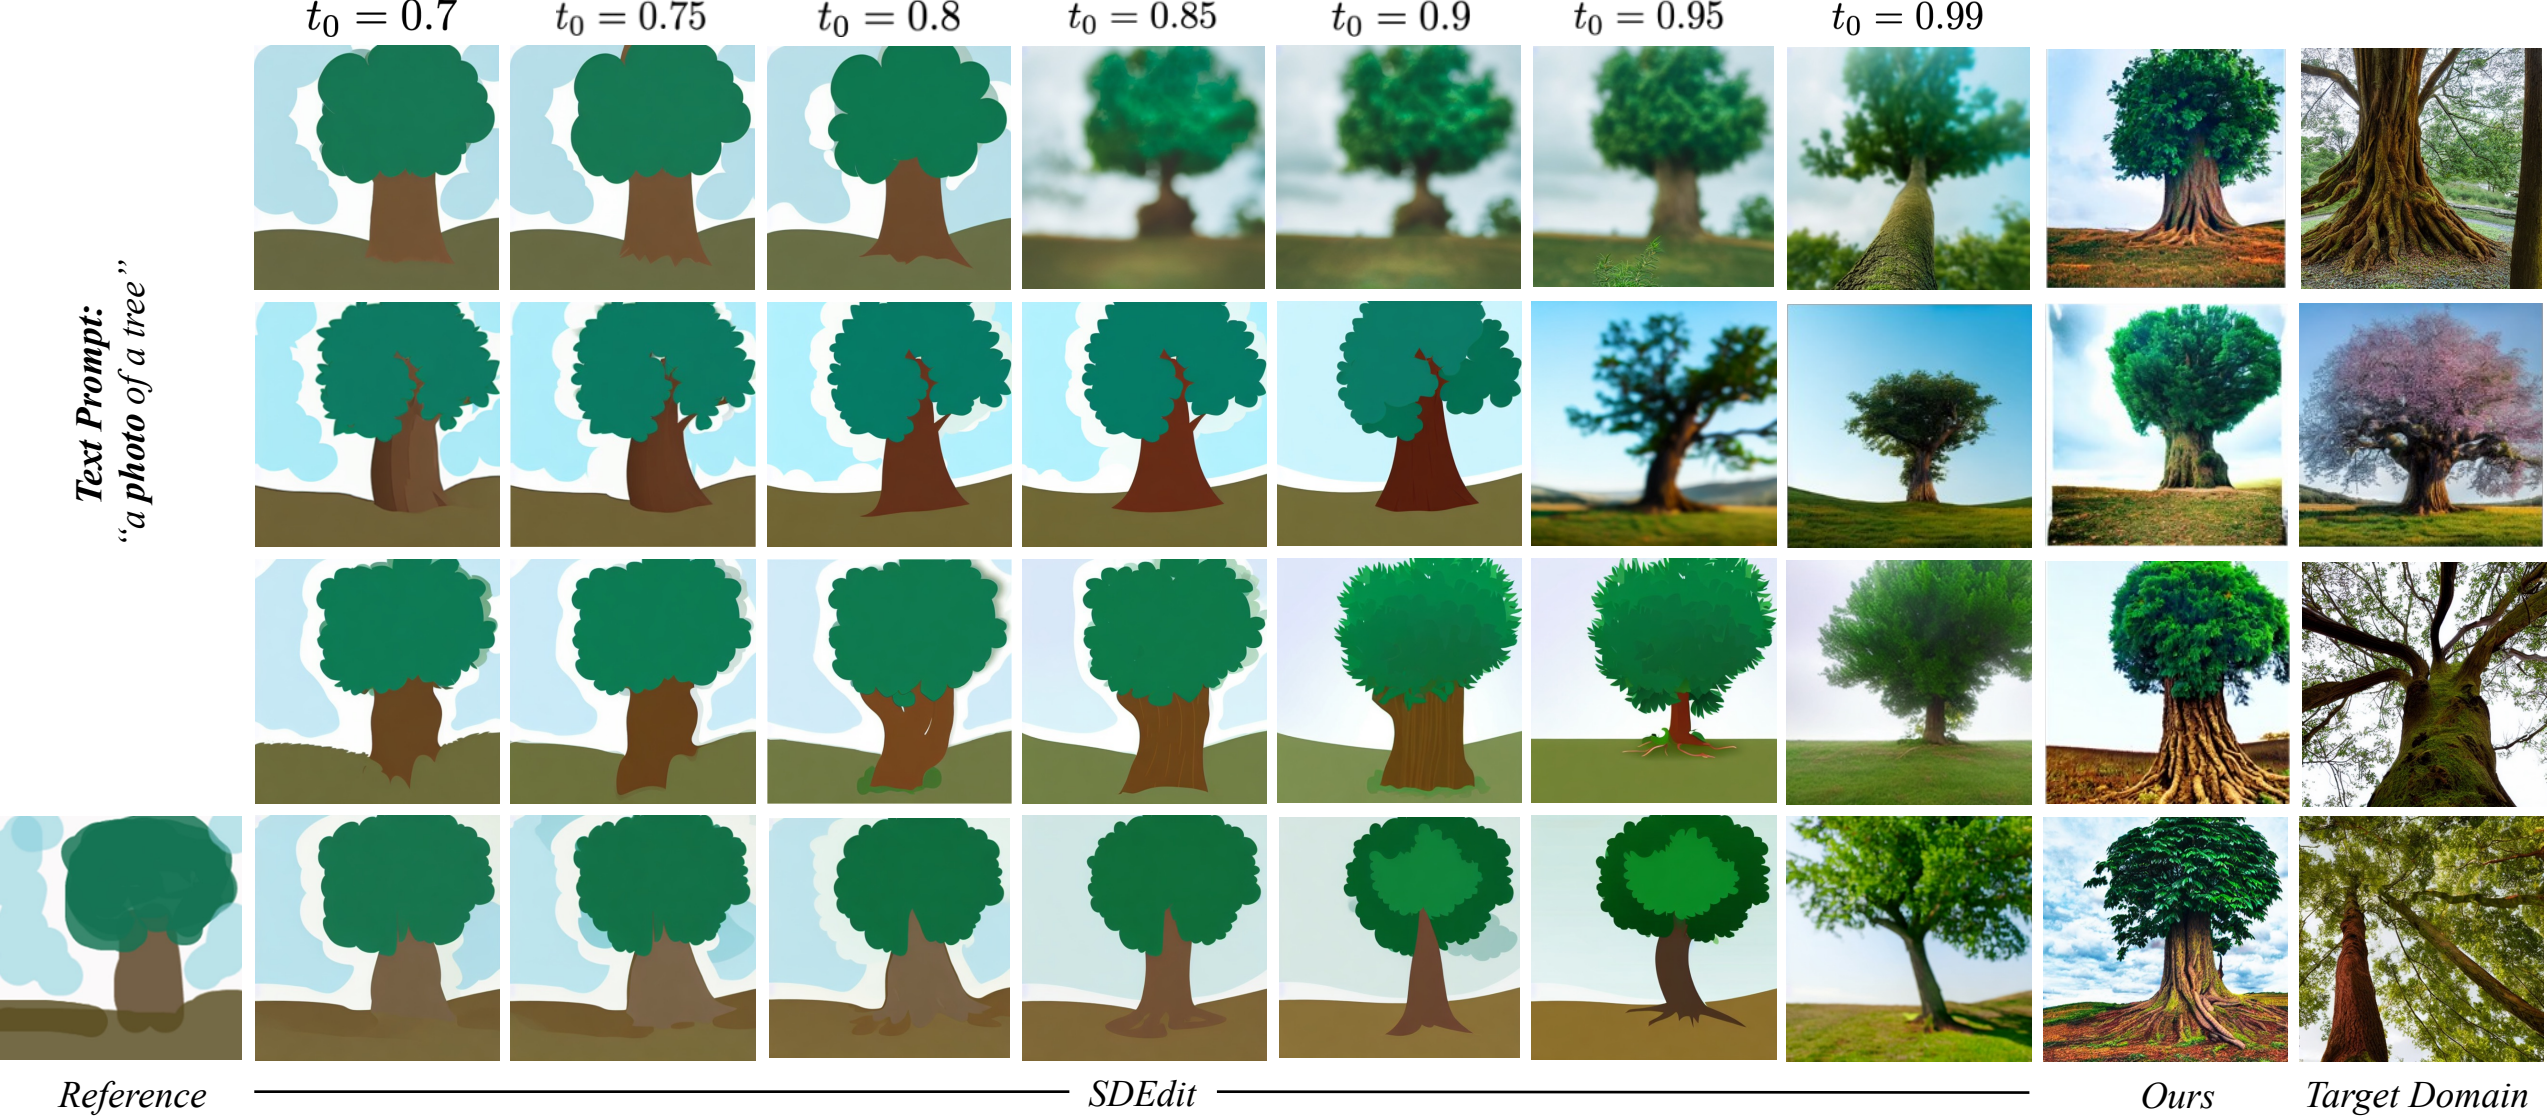 t₀ = 0.7 t₀ = 0.75 t₀ = 0.8 t₀ = 0.85 t₀ = 0.9 t₀ = 0.95 t₀ = 0.99
Text Prompt:
“a photo of a tree”
Reference SDEdit Ours Target Domain